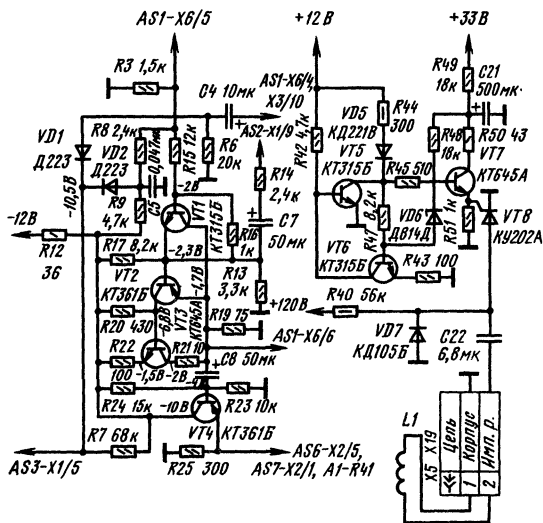 AS1-X6/5
+12В
+33В
R3 1,5к
C4 10мк
+
AS1-X6/4,
X3/10
R49
18к
C21
500мк
+
VD1
Д223
R8 2,4к
VD2
Д223
0,047мк
C5
R15 12к
R6
20к
AS2-X1/9
R42 4,1к
VD5
КД221В
R44
300
VT5
КТ315Б
R48
18к
R50 43
VT7
КТ645А
-10,5В
R9
4,7к
-2В
VT1
КТ315Б
R14
2,4к
R45 510
+
C7
50мк
-12В
R12
36
R17 8,2к
-2,3В
R16
1к
R47 8,2к
VD6
Д814Д
R51 1к
VT8
КУ202А
VT2
КТ361Б
-1,7В
VT6
КТ315Б
R13
3,3к
R43 100
-6,8В
VT3
КТ645А
+120В
R40 56к
R20 430
R19 75
R22
100
R21 10
-1,5В
-2В
AS1-X6/6
VD7
КД105Б
C22
6,8мк
+
C8 50мк
R24 15к
R23 10к
-10В
VT4
КТ361Б
R7 68к
AS3-X1/5
R25 300
AS6-X2/5,
AS7-X2/1, A1-R41
L1
X5
X19
Цель
Корпус
Имп. р.
1
2